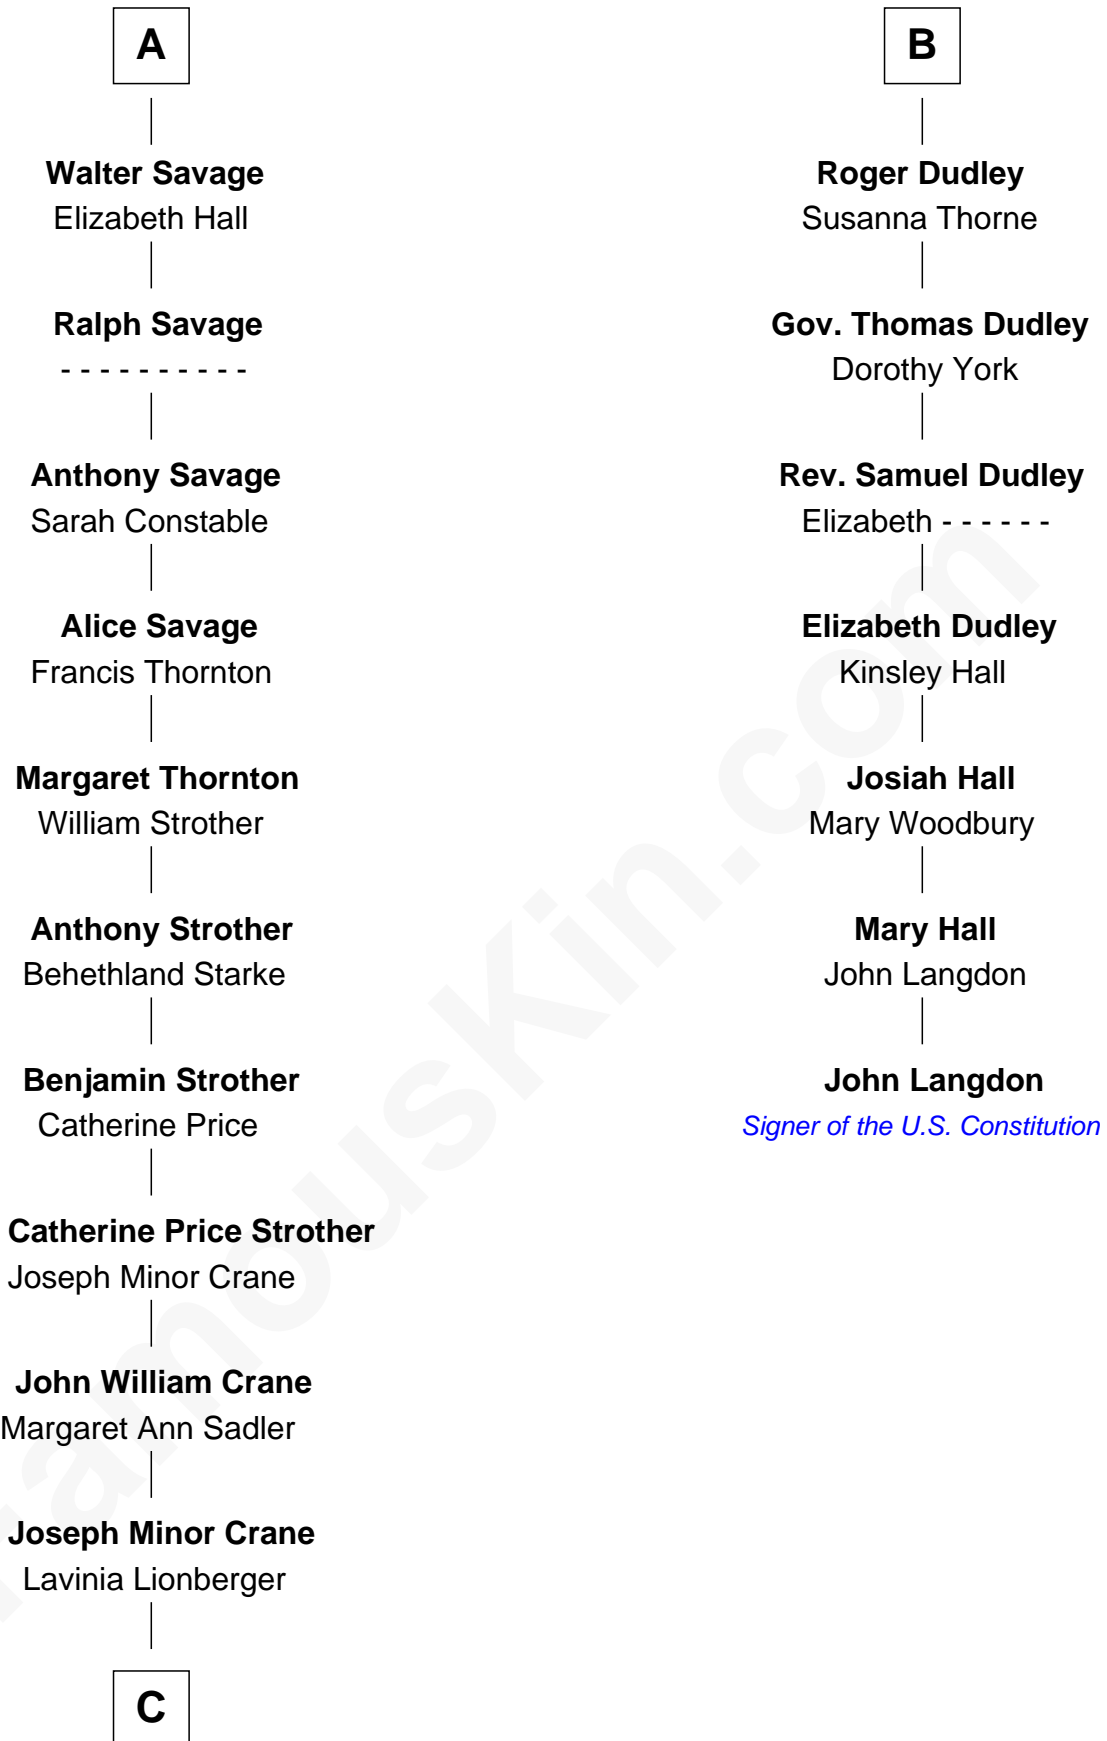 A
Walter Savage
Elizabeth Hall
Ralph Savage
- - - - - - - - - -
Anthony Savage
Sarah Constable
Alice Savage
Francis Thornton
Margaret Thornton
William Strother
Anthony Strother
Behethland Starke
Benjamin Strother
Catherine Price
Catherine Price Strother
Joseph Minor Crane
John William Crane
Margaret Ann Sadler
Joseph Minor Crane
Lavinia Lionberger
C
B
Roger Dudley
Susanna Thorne
Gov. Thomas Dudley
Dorothy York
Rev. Samuel Dudley
Elizabeth - - - - - -
Elizabeth Dudley
Kinsley Hall
Josiah Hall
Mary Woodbury
Mary Hall
John Langdon
John Langdon
Signer of the U.S. Constitution
FamousKin.com